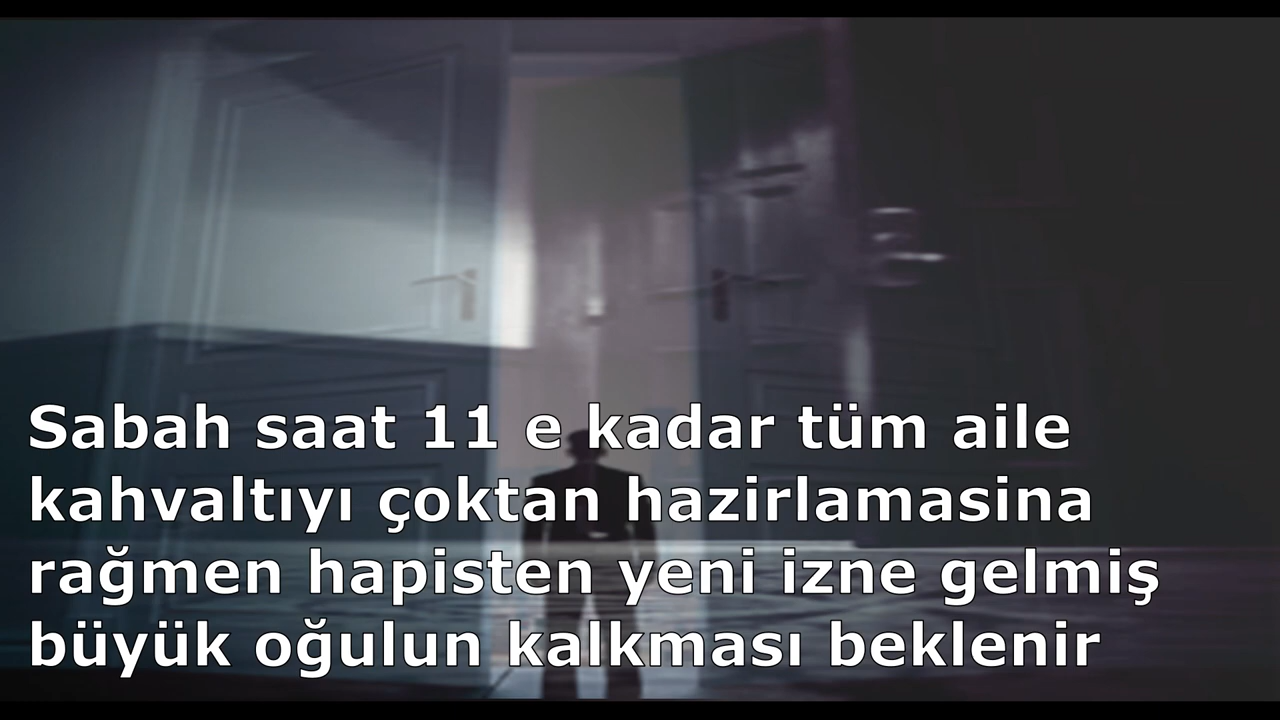 Sabah saat 11 e kadar tüm aile
kahvaltıyı çoktan hazirlamasina
rağmen hapisten yeni izne gelmiş
büyük oğulun kalkması beklenir